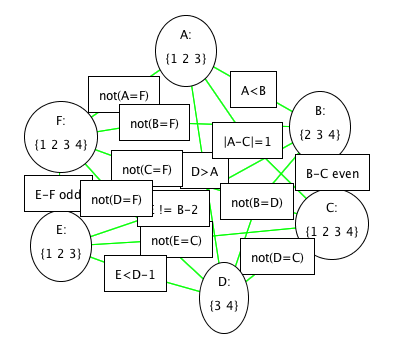 A:
{1 2 3}
A<B
not(A=F)
B:
{2 3 4}
F:
{1 2 3 4}
not(B=F)
|A-C|=1
not(C=F)
D>A
B-C even
E-F odd
not(D=F)
!= B-2
not(B=D)
C:
{1 2 3 4}
E:
{1 2 3}
not(E=C)
not(D=C)
E<D-1
D:
{3 4}